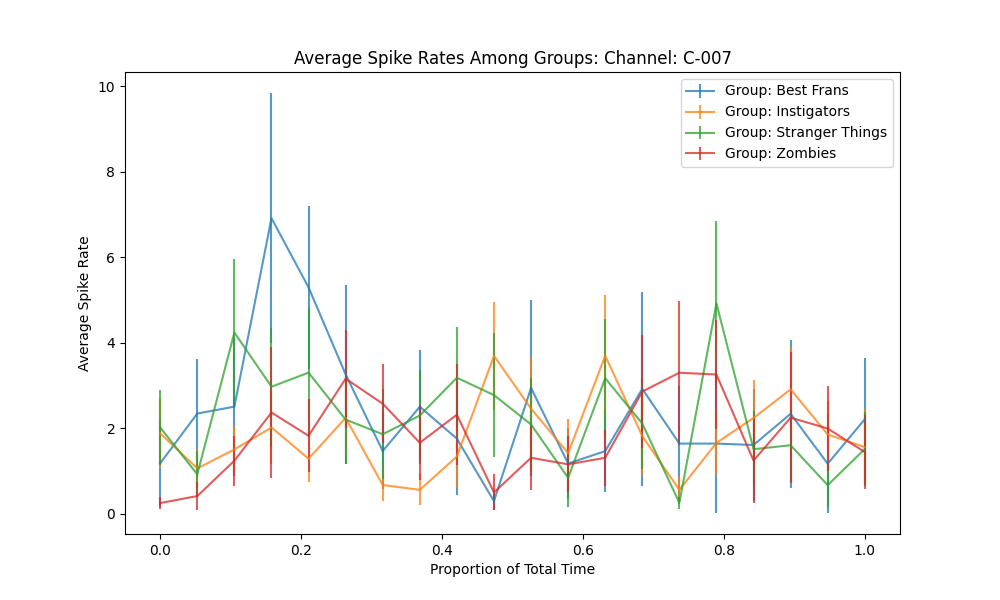 Average Spike Rates Among Groups: Channel: C-007
Group: Best Frans
Group: Instigators
Group: Stranger Things
Group: Zombies
10
8
6
4
2
0
Average Spike Rate
0.0 0.2 0.4 0.6 0.8 1.0
Proportion of Total Time